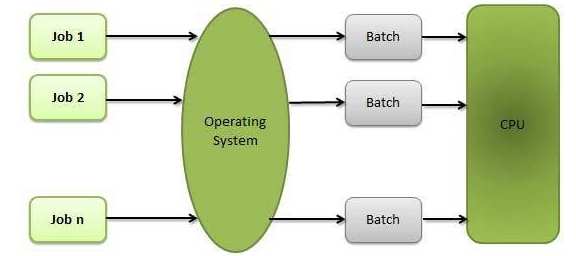 Job 1
Batch
Job 2
Batch
Operating
System
CPU
Job n
Batch